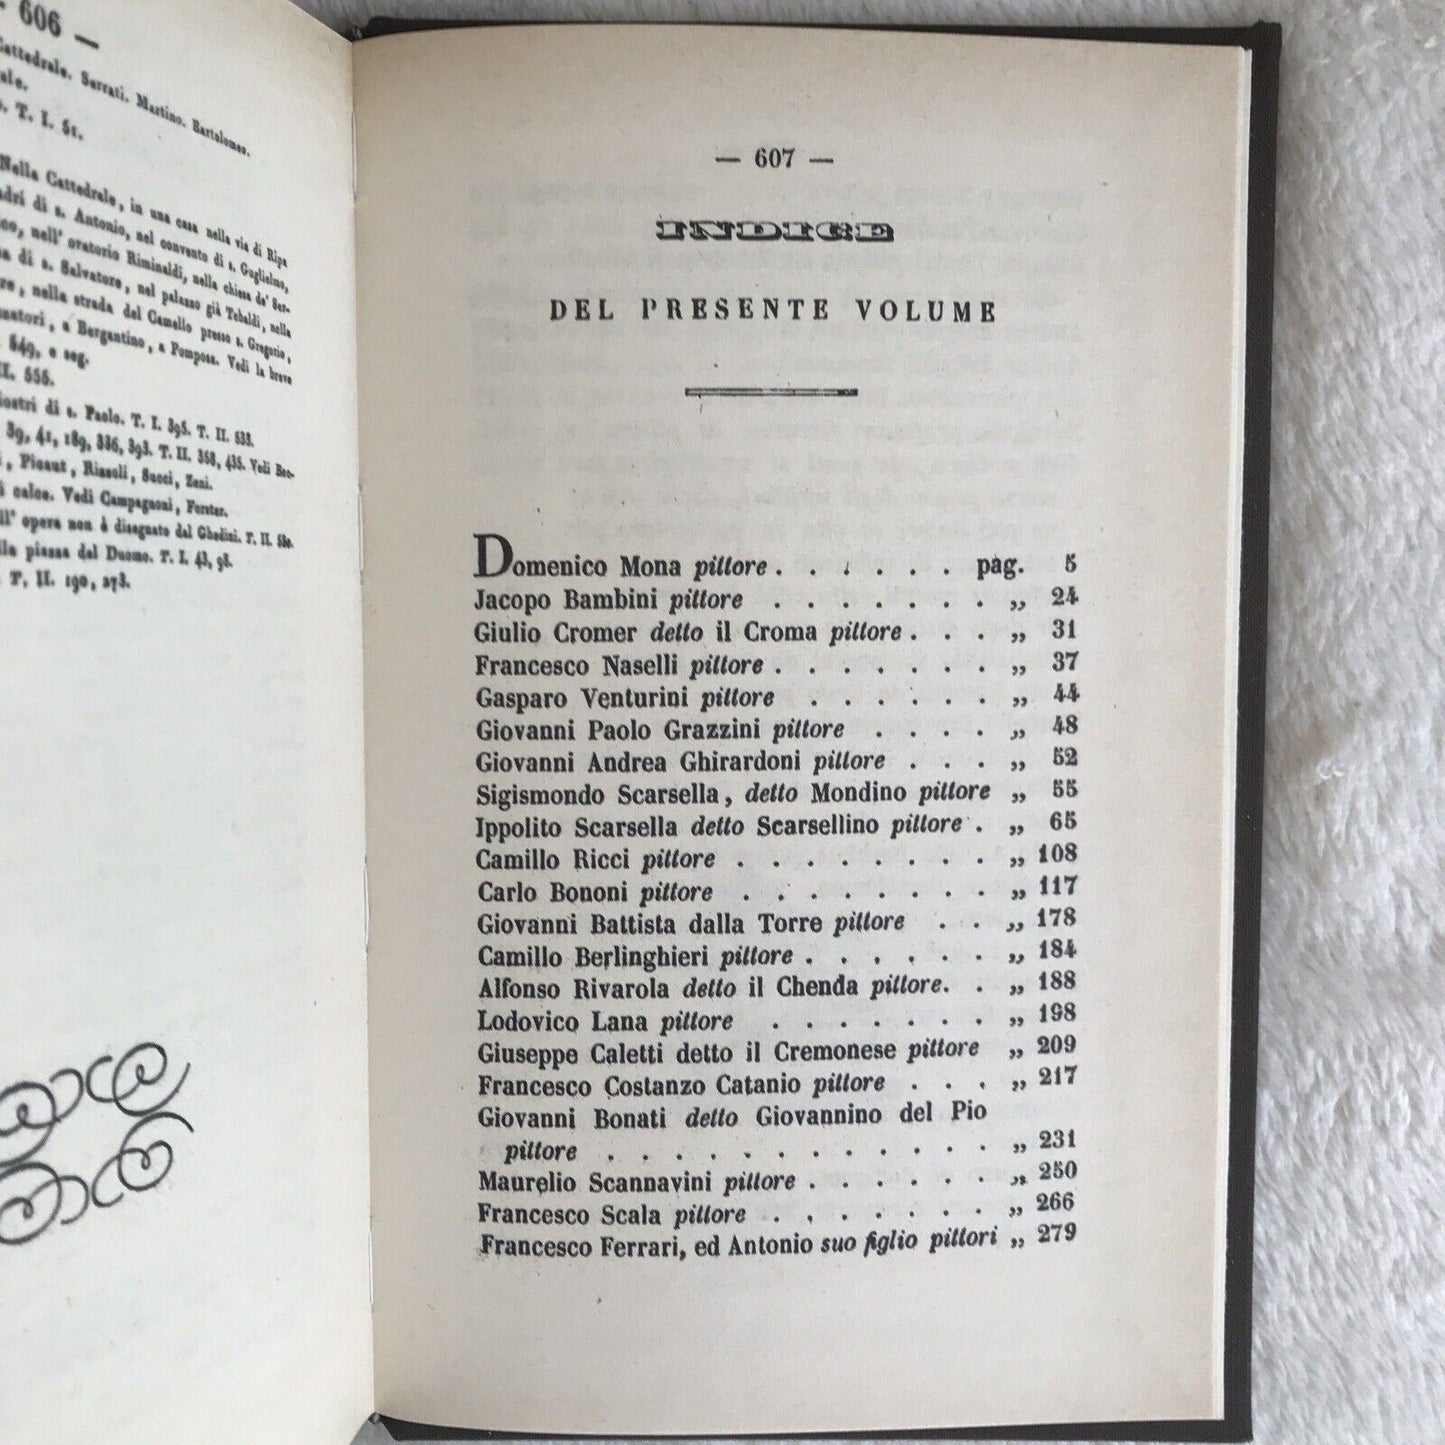 606 —
Cattedrale. Serrati. Martino. Bartolomeo.
T. I. 51.
Nella Cattedrale, in una casa nella via di Ripa
di s. Antonio, nel convento di s. Guglielmo,
nell' oratorio Riminaldi, nella chiesa de' Ser-
di s. Salvatore, nel palazzo già Tebaldi, nella
nella strada del Camello presso s. Gregorio,
a Bergantino, a Pomposa. Vedi la breve
549, e seg.
II. 555.
di s. Paolo. T. I. 395. T. II. 533.
39, 41, 189, 336, 393. T. II. 358, 435. Vedi Bec-
Picaut, Rizzoli, Succi, Zeni.
calce. Vedi Campagnoni, Forster.
opera non è disegnato dal Ghedini. T. II.
piazza del Duomo. T. I. 43, 98.
T. II. 190, 273.
— 607 —
INDICE
DEL PRESENTE VOLUME
Domenico Mona pittore . . . . . . pag. 5
Jacopo Bambini pittore . . . . . . . „ 24
Giulio Cromer detto il Croma pittore . . . „ 31
Francesco Naselli pittore . . . . . . . „ 37
Gasparo Venturini pittore . . . . . . „ 44
Giovanni Paolo Grazzini pittore . . . . „ 48
Giovanni Andrea Ghirardoni pittore . . . „ 52
Sigismondo Scarsella, detto Mondino pittore „ 55
Ippolito Scarsella detto Scarsellino pittore . „ 65
Camillo Ricci pittore . . . . . . . . „ 108
Carlo Bononi pittore . . . . . . . . „ 117
Giovanni Battista dalla Torre pittore . . „ 178
Camillo Berlinghieri pittore . . . . . . „ 184
Alfonso Rivarola detto il Chenda pittore. . „ 188
Lodovico Lana pittore . . . . . . . „ 198
Giuseppe Caletti detto il Cremonese pittore „ 209
Francesco Costanzo Catanio pittore . . . „ 217
Giovanni Bonati detto Giovannino del Pio
pittore . . . . . . . . . . . . „ 231
Maurelio Scannavini pittore . . . . . . „ 250
Francesco Scala pittore . . . . . . . „ 266
Francesco Ferrari, ed Antonio suo figlio pittori „ 279